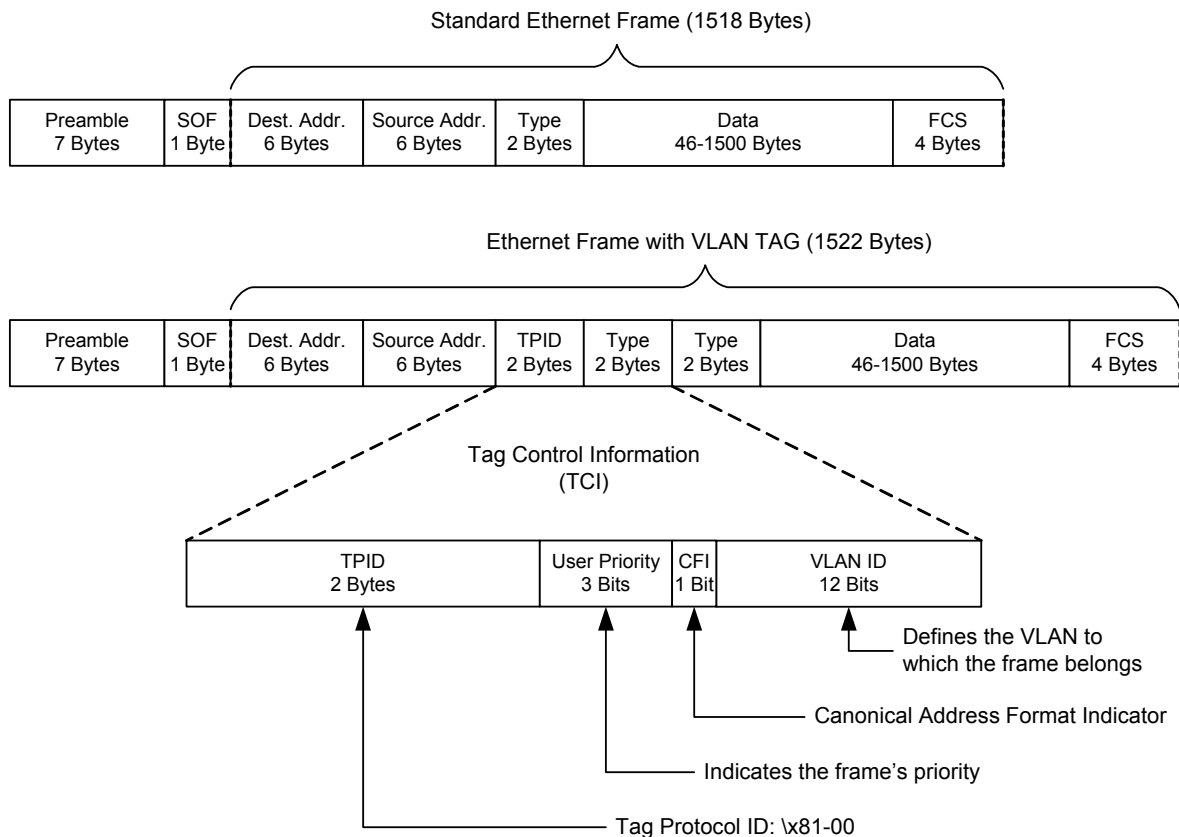 Standard Ethernet Frame (1518 Bytes)
Preamble
7 Bytes
SOF
1 Byte
Dest. Addr.
6 Bytes
Source Addr.
6 Bytes
Type
2 Bytes
Data
46-1500 Bytes
FCS
4 Bytes
Ethernet Frame with VLAN TAG (1522 Bytes)
Preamble
7 Bytes
SOF
1 Byte
Dest. Addr.
6 Bytes
Source Addr.
6 Bytes
TPID
2 Bytes
Type
2 Bytes
Type
2 Bytes
Data
46-1500 Bytes
FCS
4 Bytes
Tag Control Information
(TCI)
TPID
2 Bytes
User Priority
3 Bits
CFI
1 Bit
VLAN ID
12 Bits
Defines the VLAN to
which the frame belongs
Canonical Address Format Indicator
Indicates the frame's priority
Tag Protocol ID: \x81-00